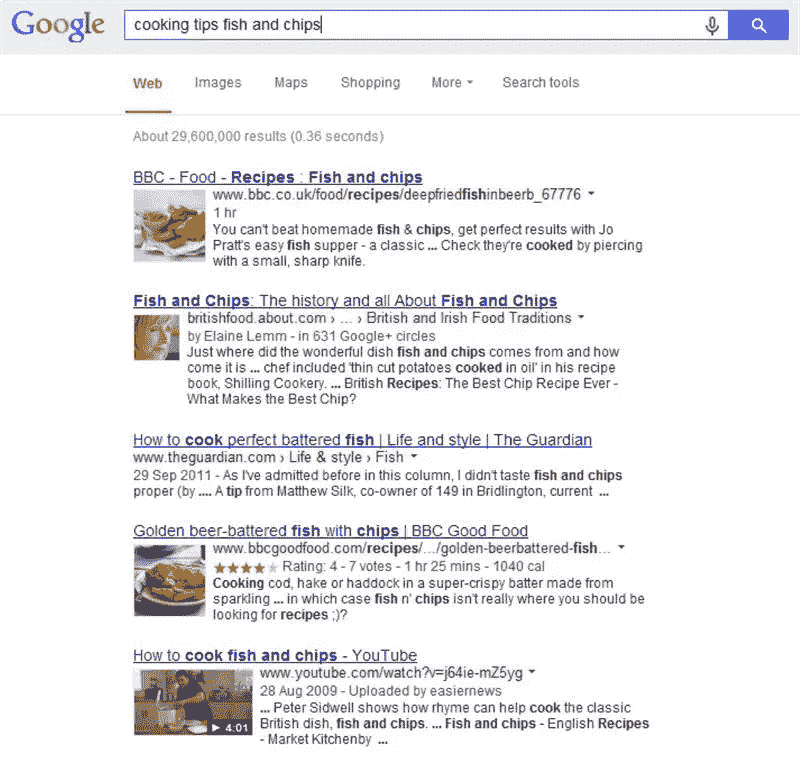 Google
cooking tips fish and chips
Web Images Maps Shopping More Search tools
About 29,600,000 results (0.36 seconds)
BBC - Food - Recipes : Fish and chips
www.bbc.co.uk/food/recipes/deepfriedfishinbeerb_67776
1 hr
You can't beat homemade fish & chips, get perfect results with Jo
Pratt's easy fish supper - a classic ... Check they're cooked by piercing
with a small, sharp knife.
Fish and Chips: The history and all About Fish and Chips
britishfood.about.com › ... › British and Irish Food Traditions
by Elaine Lemm - in 631 Google+ circles
Just where did the wonderful dish fish and chips comes from and how
come it is ... chef included 'thin cut potatoes cooked in oil' in his recipe
book, Shilling Cookery. ... British Recipes: The Best Chip Recipe Ever -
What Makes the Best Chip?
How to cook perfect battered fish | Life and style | The Guardian
www.theguardian.com › Life & style › Fish
29 Sep 2011 - As I've admitted before in this column, I didn't taste fish and chips
proper (by .... A tip from Matthew Silk, co-owner of 149 in Bridlington, current ...
Golden beer-battered fish with chips | BBC Good Food
www.bbcgoodfood.com/recipes/.../golden-beerbattered-fish...
Rating: 4 - 7 votes - 1 hr 25 mins - 1040 cal
Cooking cod, hake or haddock in a super-crispy batter made from
sparkling ... in which case fish n' chips isn't really where you should be
looking for recipes ;)?
How to cook fish and chips - YouTube
www.youtube.com/watch?v=j64ie-mZ5yg
28 Aug 2009 - Uploaded by easiernews
... Peter Sidwell shows how rhyme can help cook the classic
British dish, fish and chips. ... Fish and chips - English Recipes
- Market Kitchenby ...
4:01